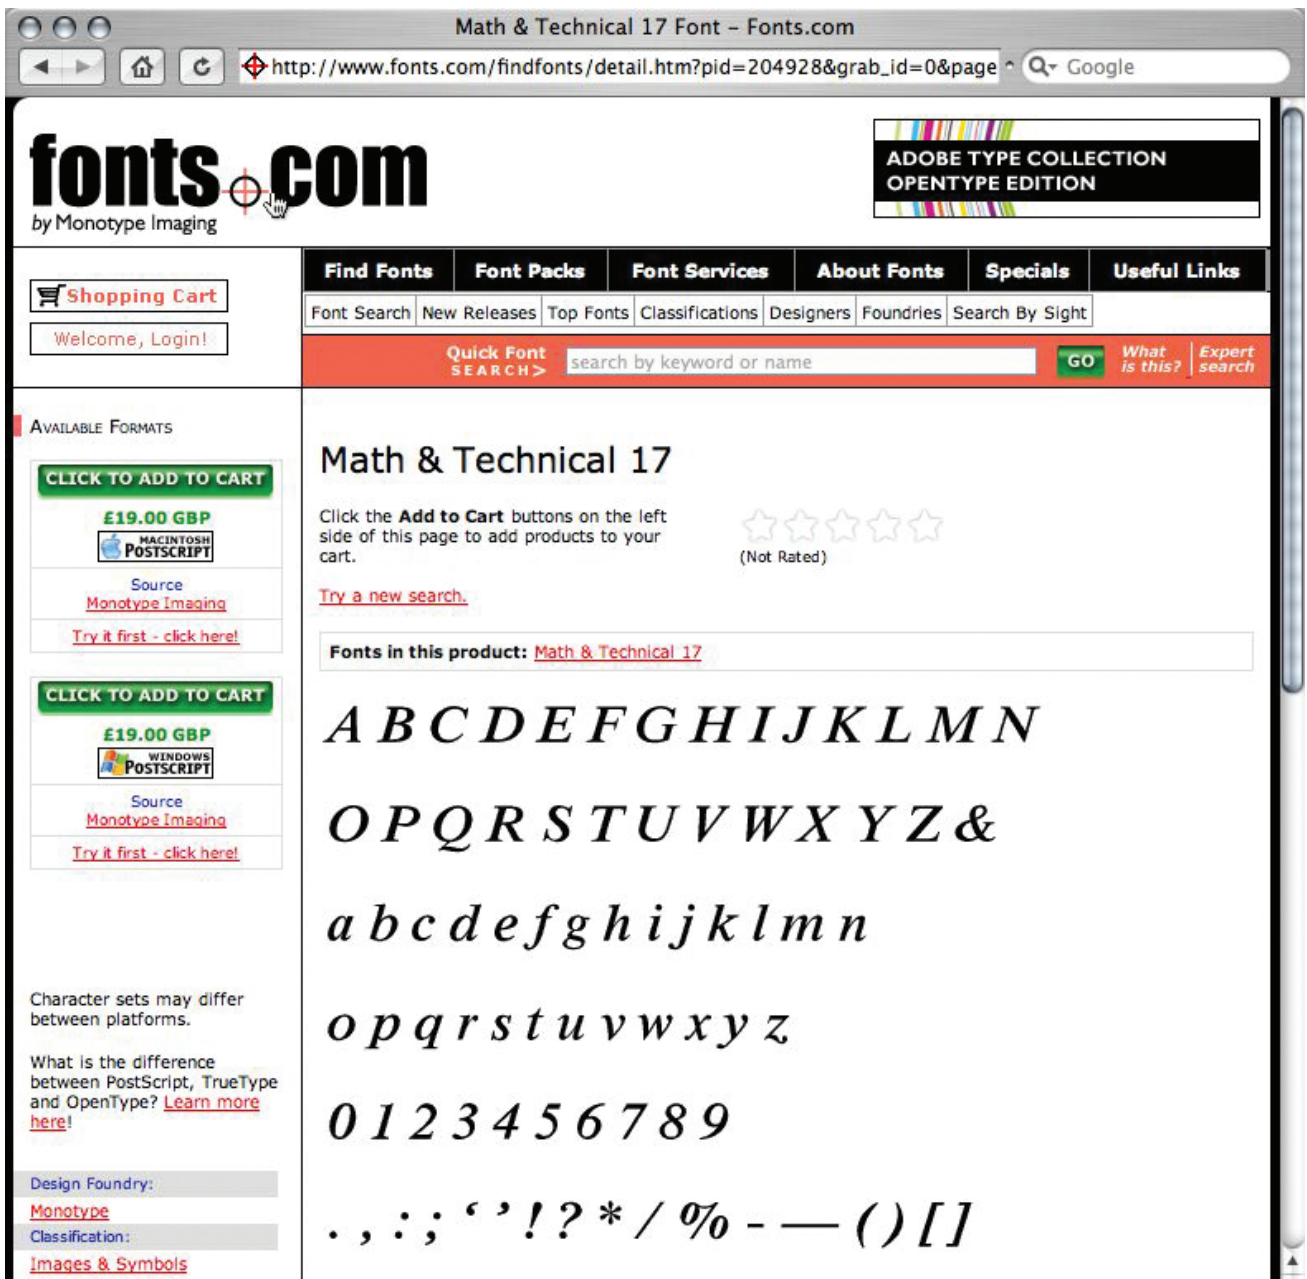 Math & Technical 17 Font – Fonts.com
http://www.fonts.com/findfonts/detail.htm?pid=204928&grab_id=0&page
Google
fonts.com
by Monotype Imaging
ADOBE TYPE COLLECTION
OPENTYPE EDITION
Shopping Cart
Welcome, Login!
Find Fonts Font Packs Font Services About Fonts Specials Useful Links
Font Search New Releases Top Fonts Classifications Designers Foundries Search By Sight
Quick Font
SEARCH>
search by keyword or name
GO
What
is this?
Expert
search
AVAILABLE FORMATS
CLICK TO ADD TO CART
£19.00 GBP
MACINTOSH
POSTSCRIPT
Source
Monotype Imaging
Try it first - click here!
CLICK TO ADD TO CART
£19.00 GBP
WINDOWS
POSTSCRIPT
Source
Monotype Imaging
Try it first - click here!
Character sets may differ
between platforms.
What is the difference
between PostScript, TrueType
and OpenType? Learn more
here!
Design Foundry:
Monotype
Classification:
Images & Symbols
Math & Technical 17
Click the Add to Cart buttons on the left
side of this page to add products to your
cart.
(Not Rated)
Try a new search.
Fonts in this product: Math & Technical 17
A B C D E F G H I J K L M N
O P Q R S T U V W X Y Z &
a b c d e f g h i j k l m n
o p q r s t u v w x y z
0 1 2 3 4 5 6 7 8 9
. , : ; ‘ ’ ! ? * / % - — ( ) [ ]